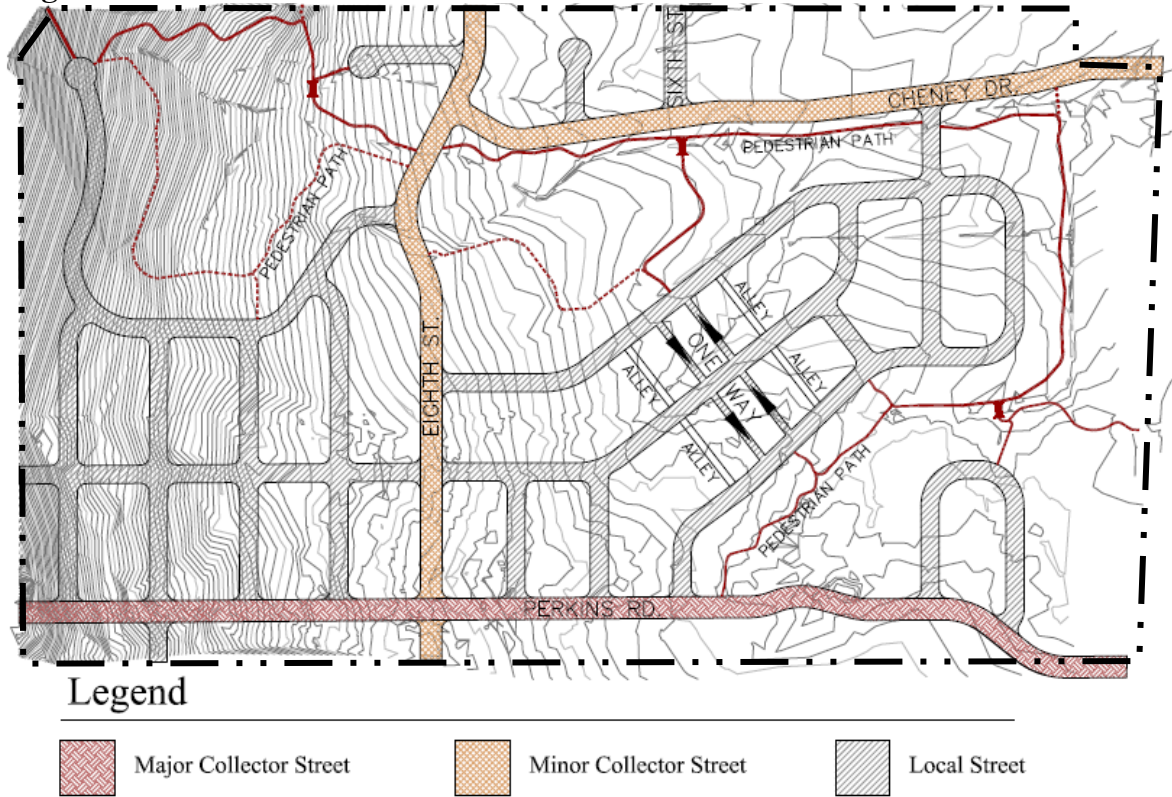 SIXTH ST
CHENEY DR.
PEDESTRIAN PATH
PEDESTRIAN PATH
ALLEY
ONE
WAY
ALLEY
ALLEY
ALLEY
EIGHTH ST.
PEDESTRIAN PATH
PERKINS RD.
Legend
Major Collector Street
Minor Collector Street
Local Street